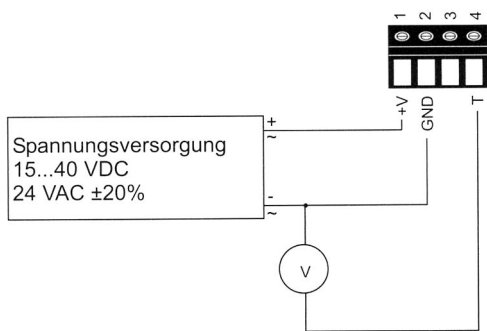 1 2 3 4
+V GND T
+
~
Spannungsversorgung
15...40 VDC
24 VAC ±20%
-
~
V